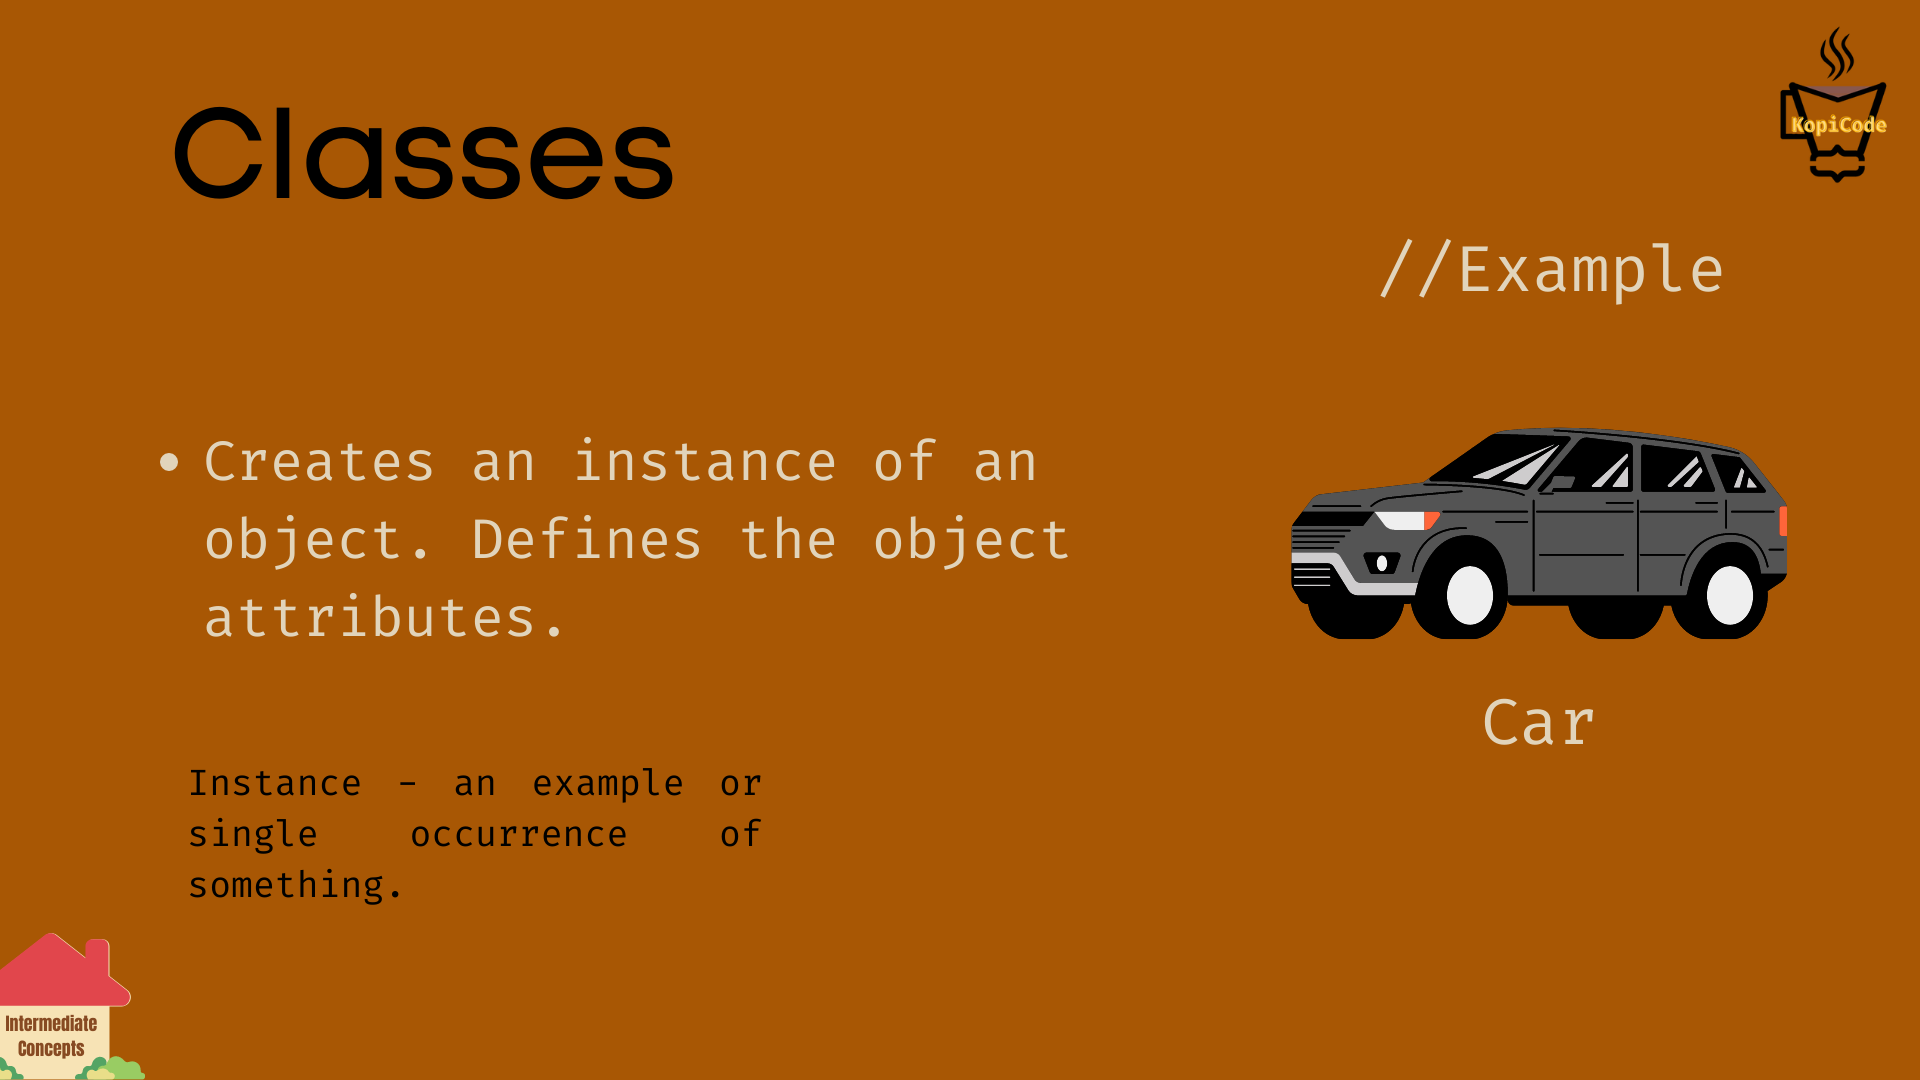 Classes
KopiCode
//Example
• Creates an instance of an
object. Defines the object
attributes.
Car
Instance - an example or
single occurrence of
something.
Intermediate
Concepts